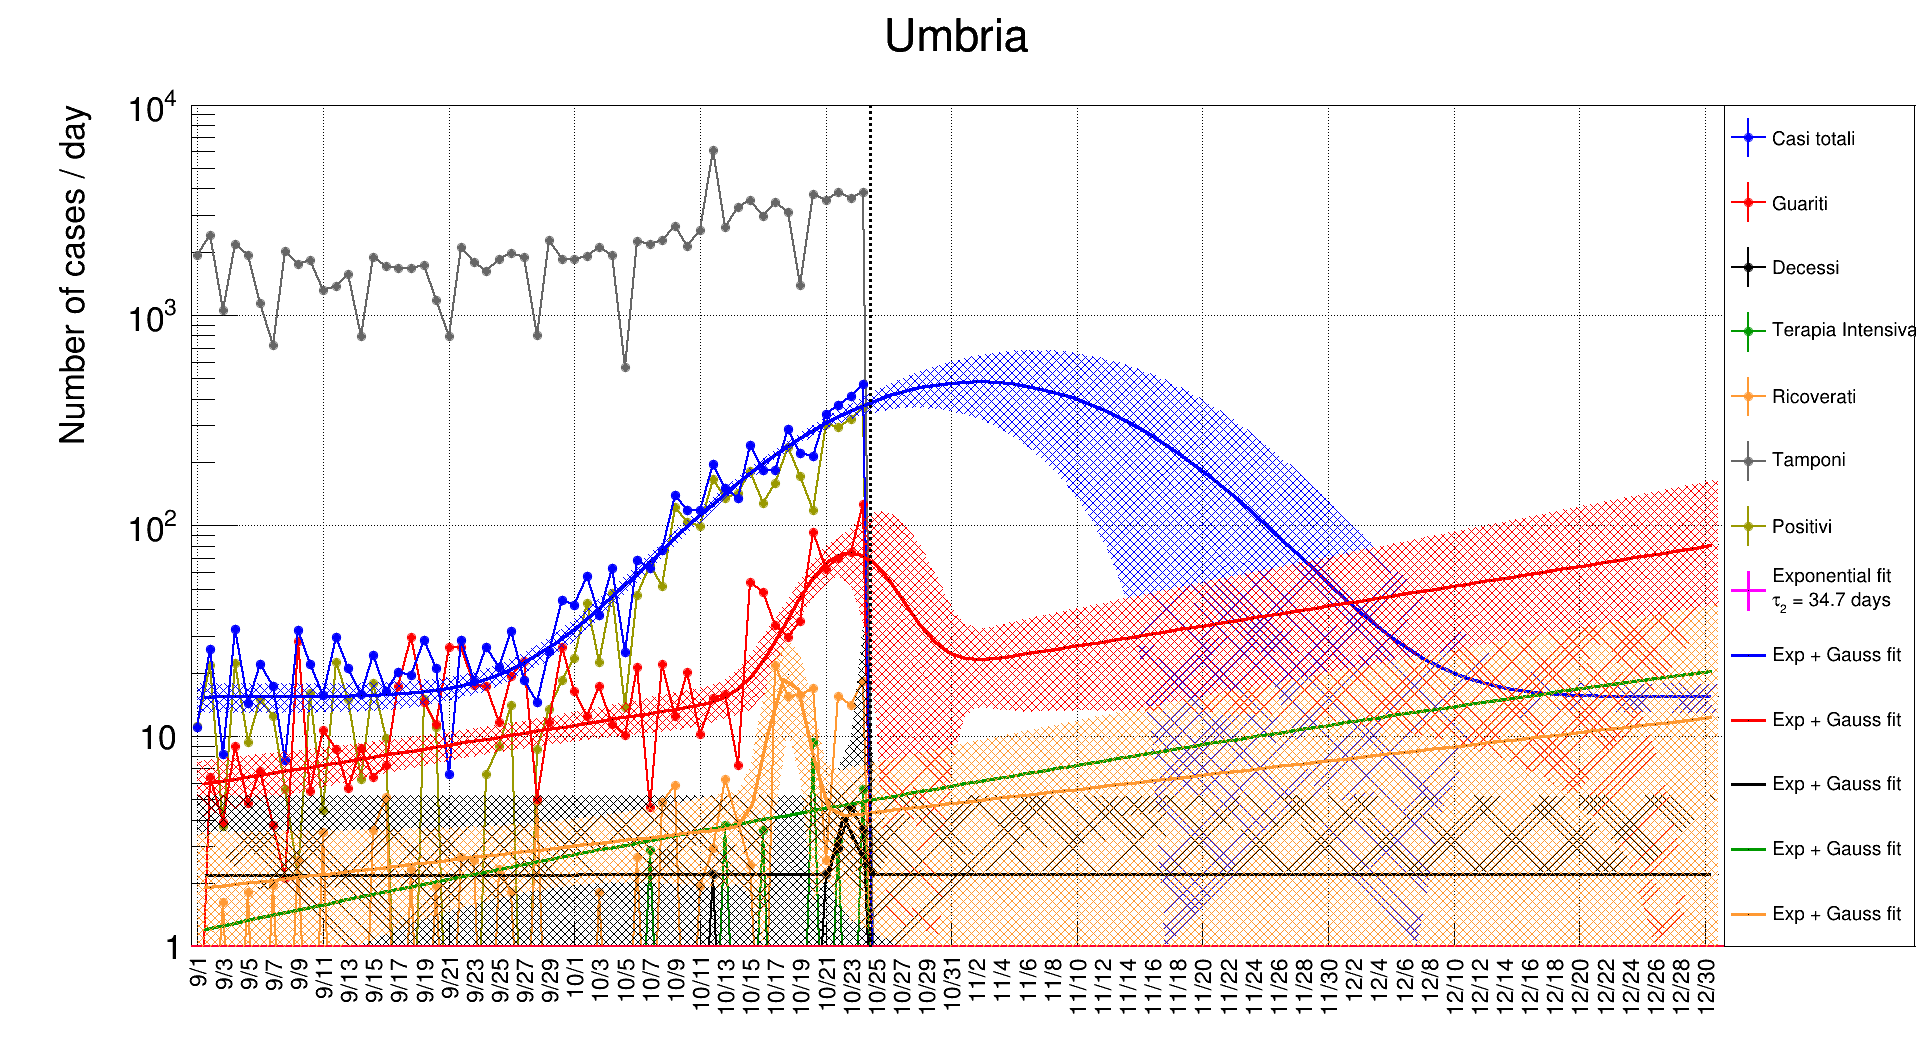 Umbria
Number of cases / day
10^4
10^3
10^2
10
1
9/1 9/3 9/5 9/7 9/9 9/11 9/13 9/15 9/17 9/19 9/21 9/23 9/25 9/27 9/29 10/1 10/3 10/5 10/7 10/9 10/11 10/13 10/15 10/17 10/19 10/21 10/23 10/25 10/27 10/29 10/31 11/2 11/4 11/6 11/8 11/10 11/12 11/14 11/16 11/18 11/20 11/22 11/24 11/26 11/28 11/30 12/2 12/4 12/6 12/8 12/10 12/12 12/14 12/16 12/18 12/20 12/22 12/24 12/26 12/28 12/30
Casi totali
Guariti
Decessi
Terapia Intensiva
Ricoverati
Tamponi
Positivi
Exponential fit
τ₂ = 34.7 days
Exp + Gauss fit
Exp + Gauss fit
Exp + Gauss fit
Exp + Gauss fit
Exp + Gauss fit